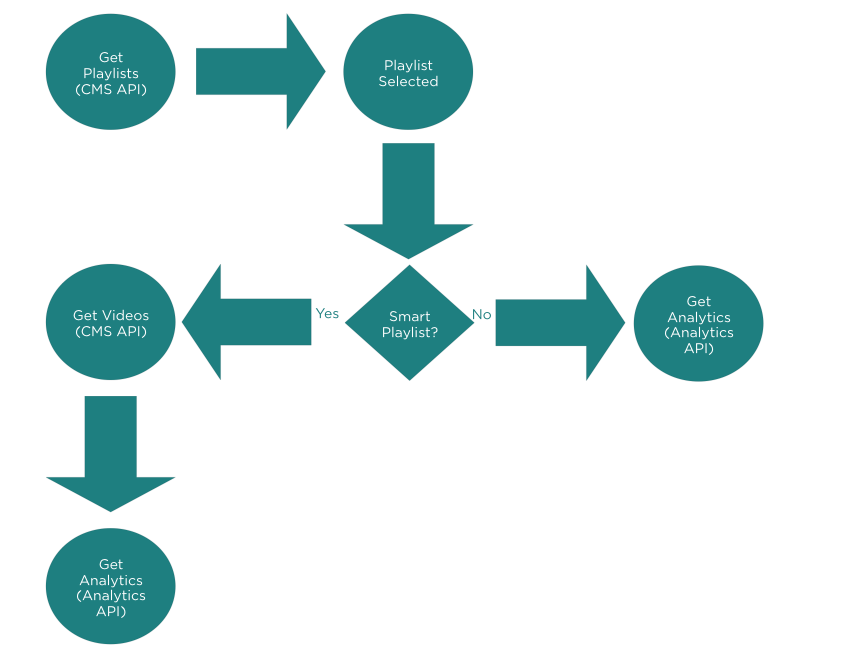 Get
Playlists
(CMS API)
Playlist
Selected
Get Videos
(CMS API)
Yes
Smart
Playlist?
No
Get
Analytics
(Analytics
API)
Get
Analytics
(Analytics
API)